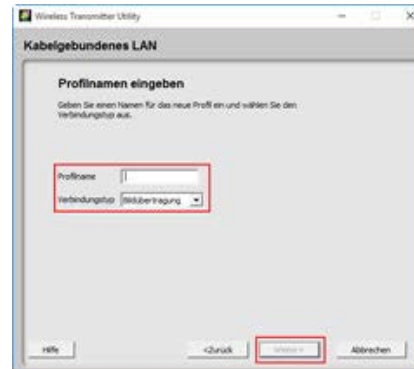 Wireless Transmitter Utility
Kabelgebundenes LAN
Profilnamen eingeben
Geben Sie einen Namen für das neue Profil ein und wählen Sie den
Verbindungstyp aus.
Profilname
Verbindungstyp Bildübertragung
Hilfe <Zurück Weiter> Abbrechen